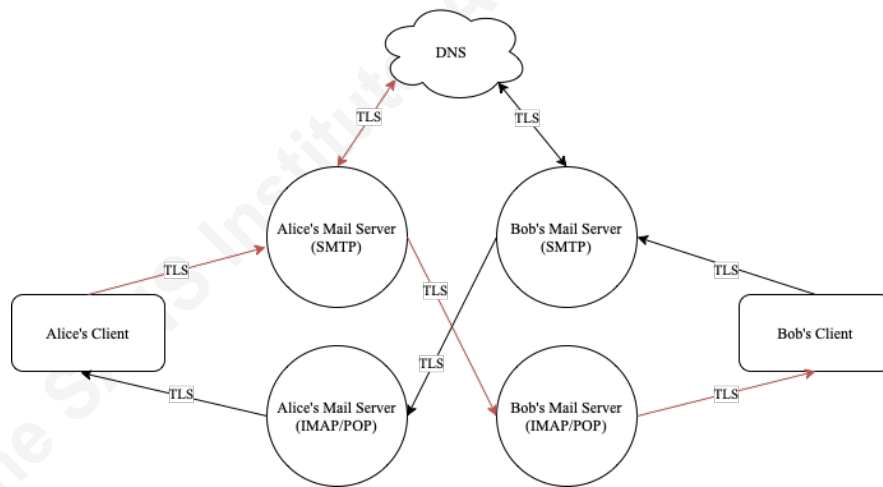 DNS
TLS
TLS
Alice's Mail Server
(SMTP)
Bob's Mail Server
(SMTP)
TLS
TLS
TLS
Alice's Client
Bob's Client
TLS
TLS
TLS
Alice's Mail Server
(IMAP/POP)
Bob's Mail Server
(IMAP/POP)